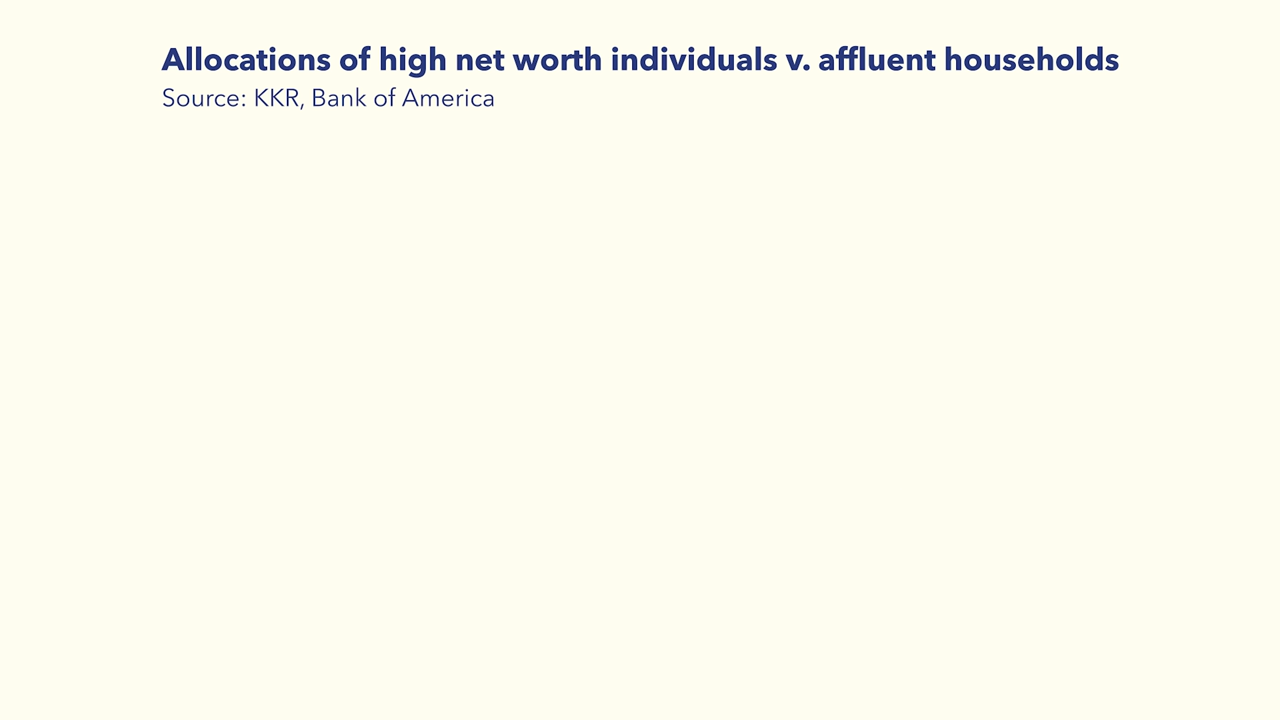 Allocations of high net worth individuals v. affluent households
Source: KKR, Bank of America